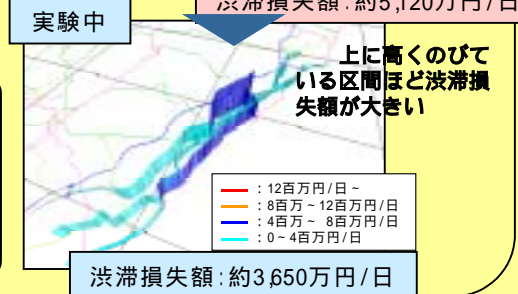 渋滞損失額:約5,120万円/日
実験中
上に高くのびて
いる区間ほど渋滞損
失額が大きい
:12百万円/日~
:8百万~12百万円/日
:4百万~ 8百万円/日
:0~4百万円/日
渋滞損失額:約3,650万円/日